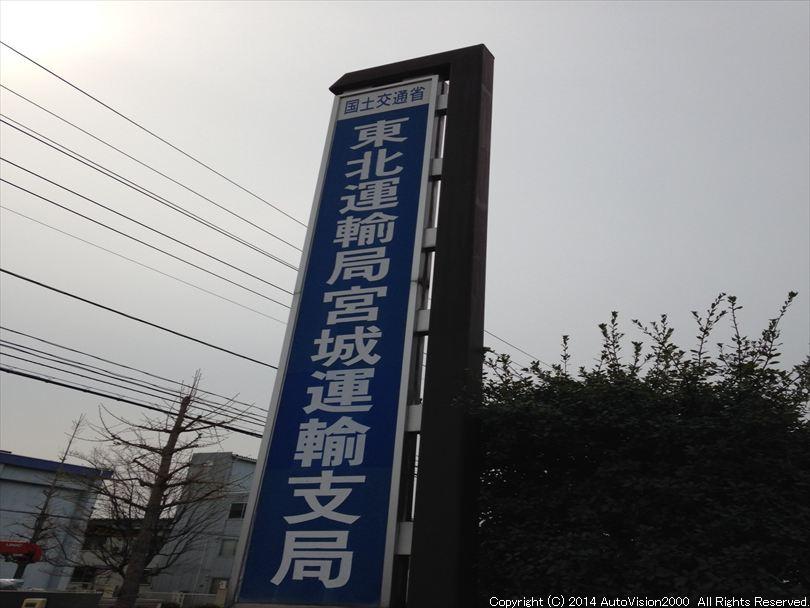 国土交通省
東北運輸局宮城運輸支局
Copyright (C) 2014 AutoVision2000 All Rights Reserved.